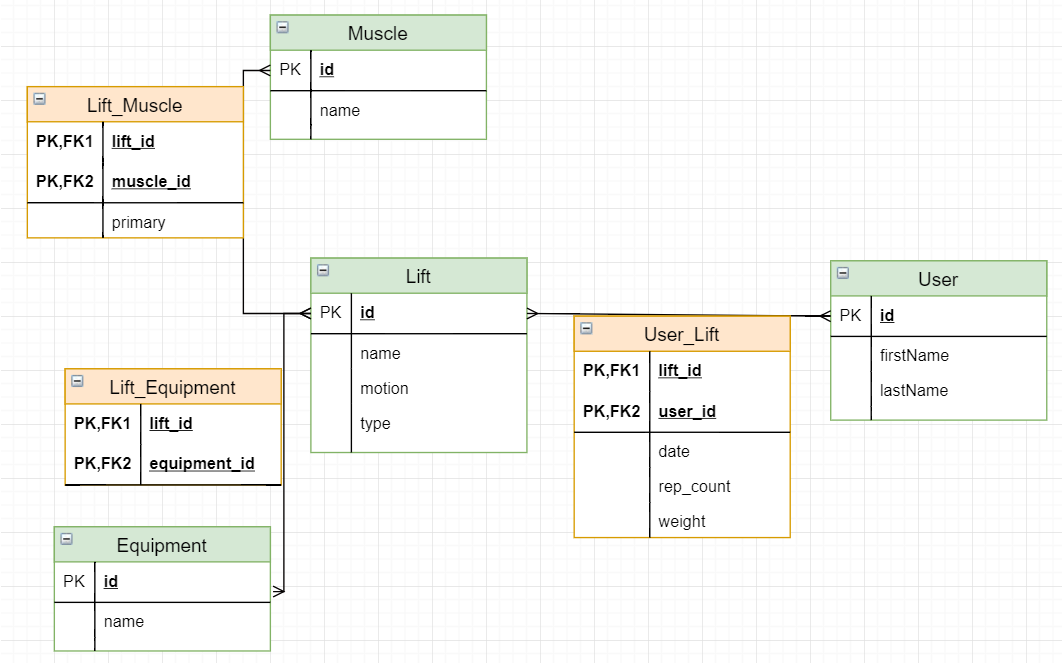 Muscle
PK id
name
Lift_Muscle
PK,FK1 lift_id
PK,FK2 muscle_id
primary
Lift
PK id
name
motion
type
User
PK id
firstName
lastName
User_Lift
PK,FK1 lift_id
PK,FK2 user_id
date
rep_count
weight
Lift_Equipment
PK,FK1 lift_id
PK,FK2 equipment_id
Equipment
PK id
name